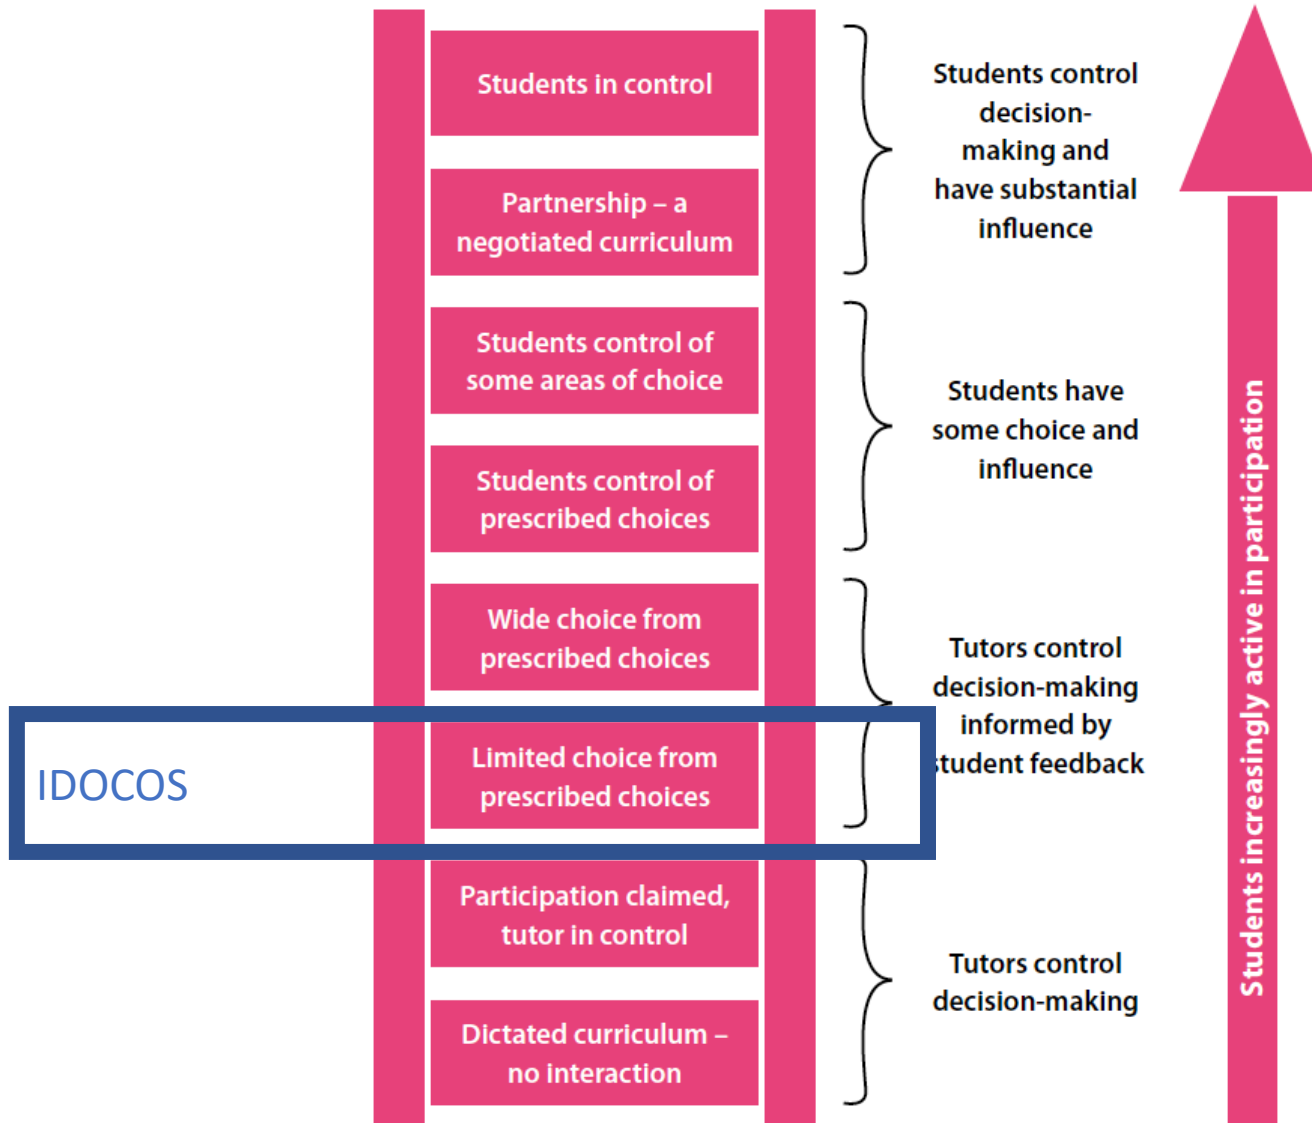 Students in control
Partnership – a
negotiated curriculum
Students control of
some areas of choice
Students control of
prescribed choices
Wide choice from
prescribed choices
IDOCOS
Limited choice from
prescribed choices
Participation claimed,
tutor in control
Dictated curriculum –
no interaction
Students control
decision-
making and
have substantial
influence
Students have
some choice and
influence
Tutors control
decision-making
informed by
student feedback
Tutors control
decision-making
Students increasingly active in participation